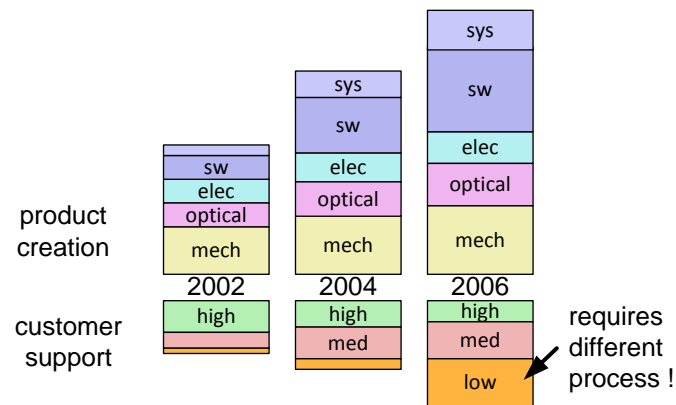 sys
sys
sw
sw
sw
elec
elec
elec
optical
optical
optical
product
creation
mech
mech
mech
2002
2004
2006
high
high
high
customer
support
med
med
low
requires
different
process !